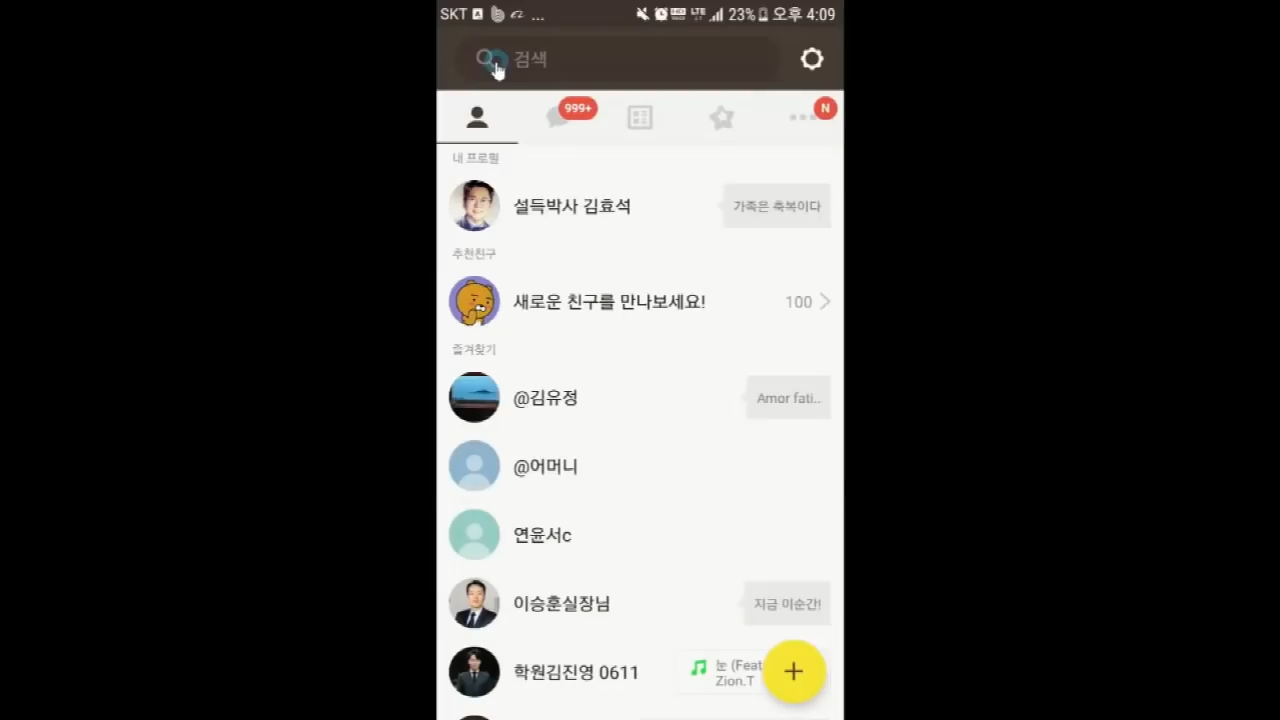 SKT ... LTE 23% 오후 4:09
검색
999+
N
내 프로필
설득박사 김효석
가족은 축복이다
추천친구
새로운 친구를 만나보세요!
100
즐겨찾기
@김유정
Amor fati..
@어머니
연윤서c
이승훈실장님
지금 이순간!
학원김진영 0611
눈 (Feat
Zion.T